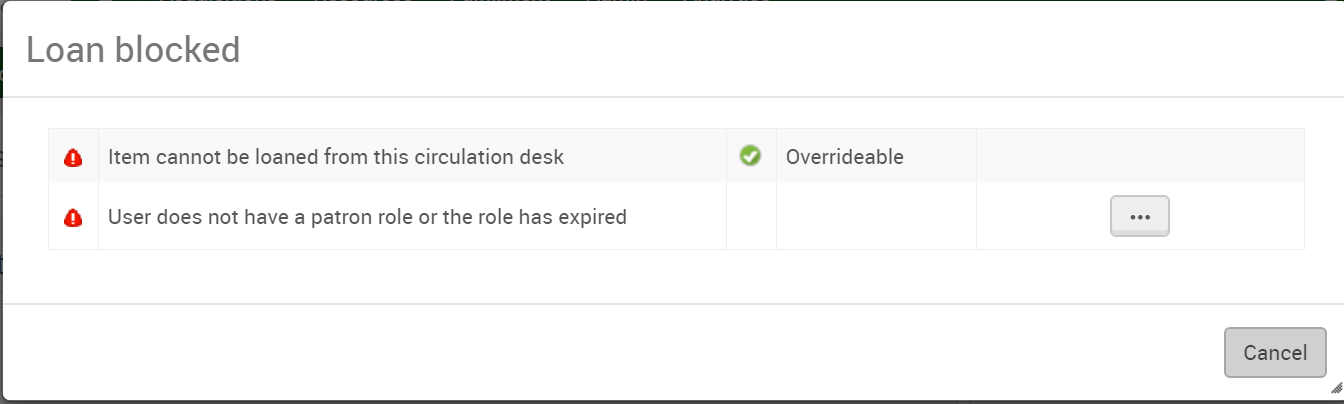 Loan blocked
Item cannot be loaned from this circulation desk Overrideable
User does not have a patron role or the role has expired ...
Cancel